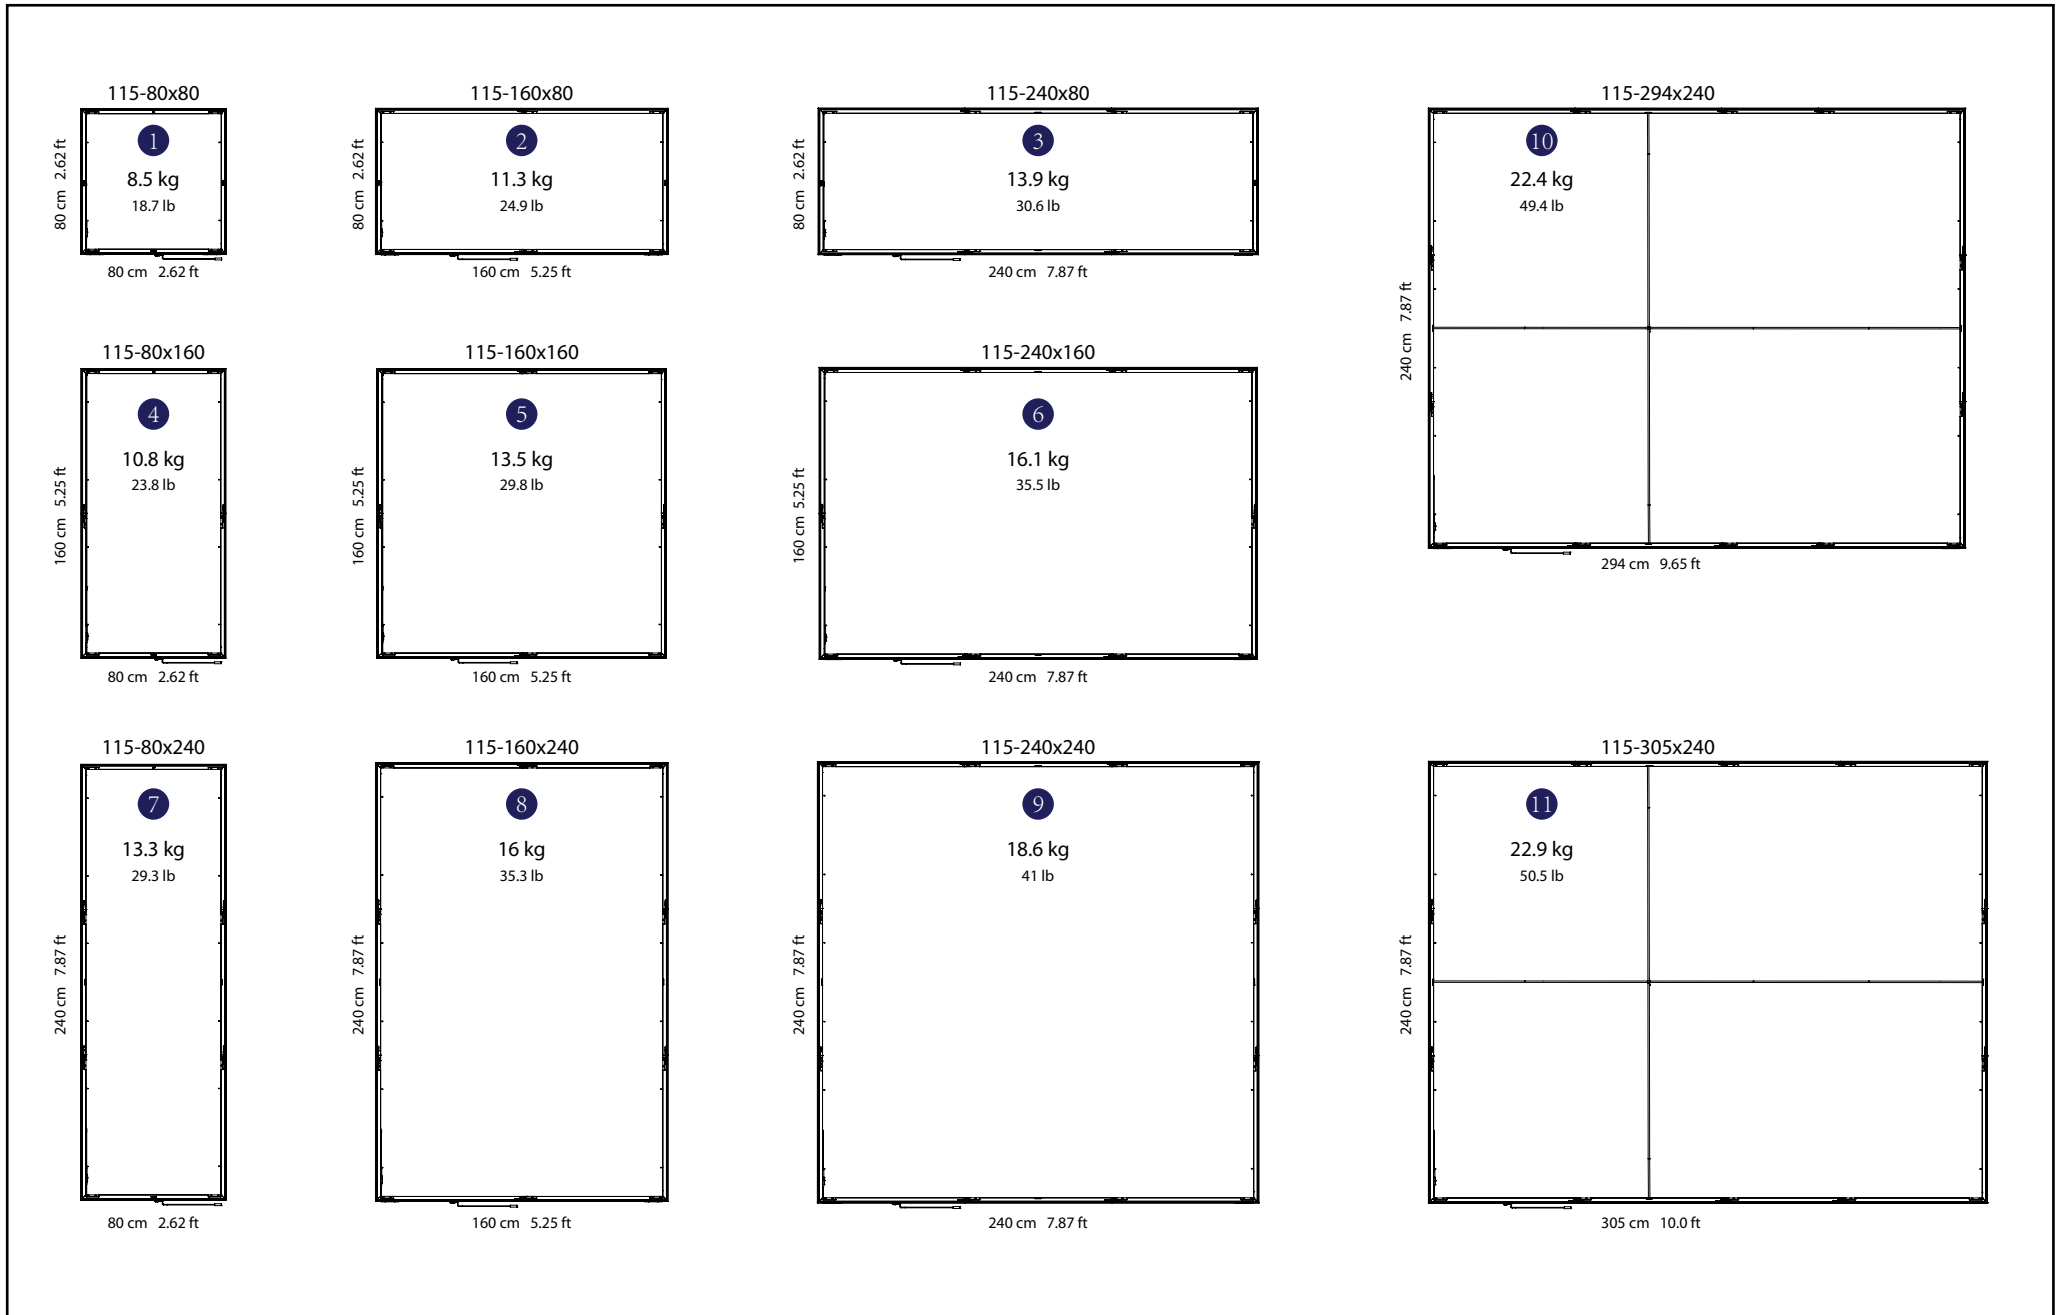 115-80x80
1
8.5 kg
18.7 lb
80 cm 2.62 ft
80 cm 2.62 ft
115-160x80
2
11.3 kg
24.9 lb
80 cm 2.62 ft
160 cm 5.25 ft
115-240x80
3
13.9 kg
30.6 lb
80 cm 2.62 ft
240 cm 7.87 ft
115-294x240
10
22.4 kg
49.4 lb
240 cm 7.87 ft
294 cm 9.65 ft
115-80x160
4
10.8 kg
23.8 lb
160 cm 5.25 ft
80 cm 2.62 ft
115-160x160
5
13.5 kg
29.8 lb
160 cm 5.25 ft
160 cm 5.25 ft
115-240x160
6
16.1 kg
35.5 lb
160 cm 5.25 ft
240 cm 7.87 ft
115-80x240
7
13.3 kg
29.3 lb
240 cm 7.87 ft
80 cm 2.62 ft
115-160x240
8
16 kg
35.3 lb
240 cm 7.87 ft
160 cm 5.25 ft
115-240x240
9
18.6 kg
41 lb
240 cm 7.87 ft
240 cm 7.87 ft
115-305x240
11
22.9 kg
50.5 lb
240 cm 7.87 ft
305 cm 10.0 ft